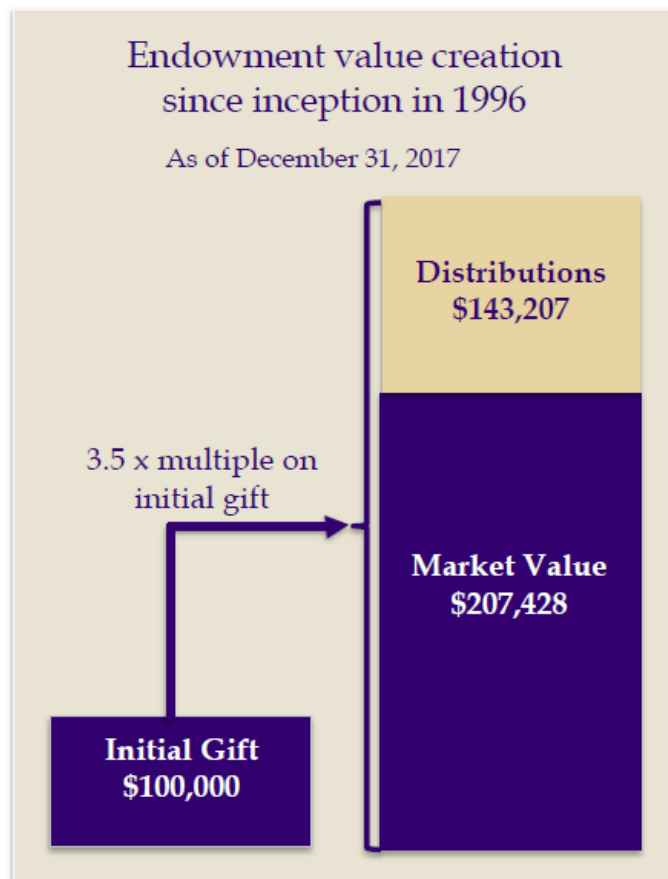 Endowment value creation
since inception in 1996
As of December 31, 2017
Distributions
$143,207
3.5 x multiple on
initial gift
Market Value
$207,428
Initial Gift
$100,000